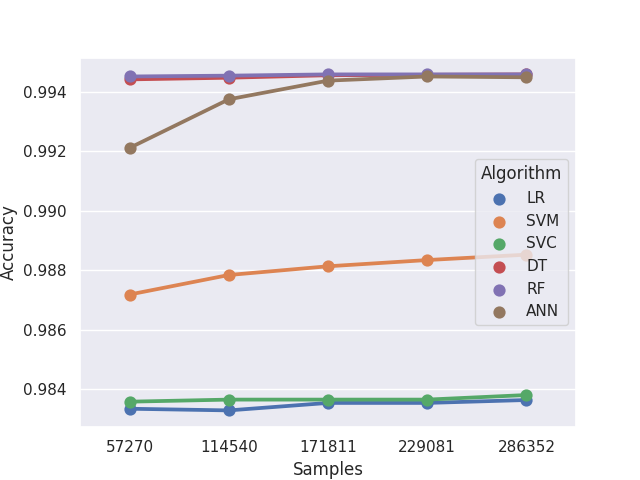 0.994
0.992
0.990
0.988
0.986
0.984
Accuracy
Algorithm
LR
SVM
SVC
DT
RF
ANN
57270 114540 171811 229081 286352
Samples